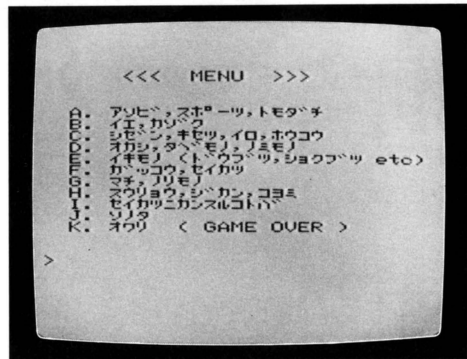 <<< MENU >>>
A. アソビ,スポーツ,トモダチ
B. イエ,カゾク
C. シゼン,キセツ,イロ,ホウコウ
D. オカシ,タベモノ,ノミモノ
E. イキモノ (ドウブツ,ショクブツ etc)
F. ガッコウ,セイカツ
G. マチ,ノリモノ
H. スウリョウ,ジカン,コヨミ
I. セイカツニカンスルコトバ
J. ソノタ
K. オワリ < GAME OVER >
>